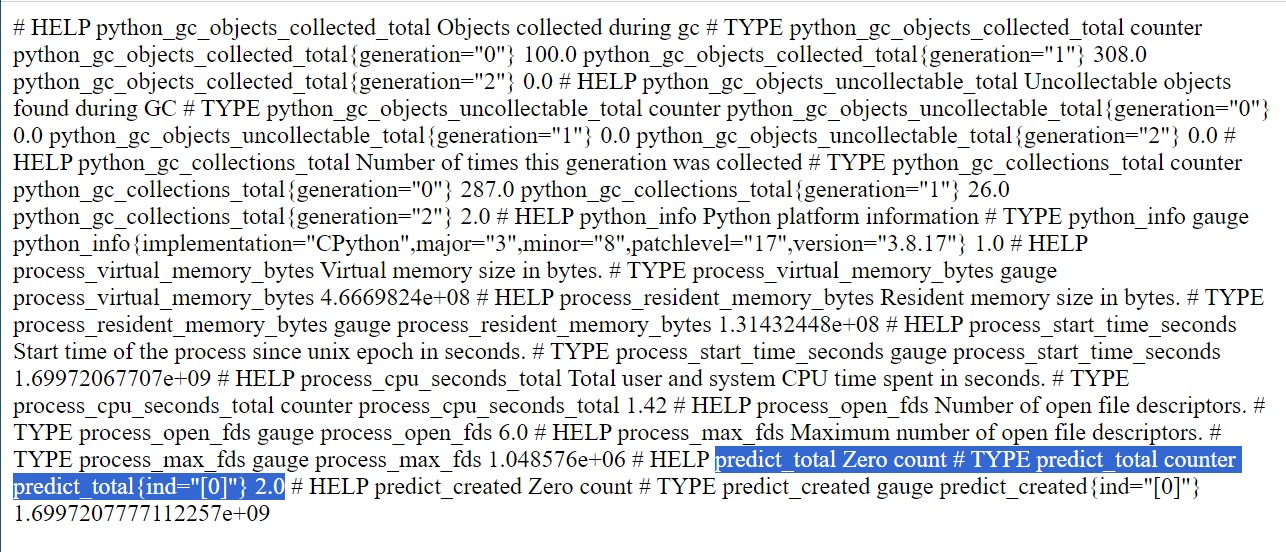 # HELP python_gc_objects_collected_total Objects collected during gc # TYPE python_gc_objects_collected_total counter
python_gc_objects_collected_total{generation="0"} 100.0 python_gc_objects_collected_total{generation="1"} 308.0
python_gc_objects_collected_total{generation="2"} 0.0 # HELP python_gc_objects_uncollectable_total Uncollectable objects
found during GC # TYPE python_gc_objects_uncollectable_total counter python_gc_objects_uncollectable_total{generation="0"}
0.0 python_gc_objects_uncollectable_total{generation="1"} 0.0 python_gc_objects_uncollectable_total{generation="2"} 0.0 #
HELP python_gc_collections_total Number of times this generation was collected # TYPE python_gc_collections_total counter
python_gc_collections_total{generation="0"} 287.0 python_gc_collections_total{generation="1"} 26.0
python_gc_collections_total{generation="2"} 2.0 # HELP python_info Python platform information # TYPE python_info gauge
python_info{implementation="CPython",major="3",minor="8",patchlevel="17",version="3.8.17"} 1.0 # HELP
process_virtual_memory_bytes Virtual memory size in bytes. # TYPE process_virtual_memory_bytes gauge
process_virtual_memory_bytes 4.6669824e+08 # HELP process_resident_memory_bytes Resident memory size in bytes. # TYPE
process_resident_memory_bytes gauge process_resident_memory_bytes 1.31432448e+08 # HELP process_start_time_seconds
Start time of the process since unix epoch in seconds. # TYPE process_start_time_seconds gauge process_start_time_seconds
1.69972067707e+09 # HELP process_cpu_seconds_total Total user and system CPU time spent in seconds. # TYPE
process_cpu_seconds_total counter process_cpu_seconds_total 1.42 # HELP process_open_fds Number of open file descriptors. #
TYPE process_open_fds gauge process_open_fds 6.0 # HELP process_max_fds Maximum number of open file descriptors. #
TYPE process_max_fds gauge process_max_fds 1.048576e+06 # HELP predict_total Zero count # TYPE predict_total counter
predict_total{ind="[0]"} 2.0 # HELP predict_created Zero count # TYPE predict_created gauge predict_created{ind="[0]"}
1.6997207777112257e+09